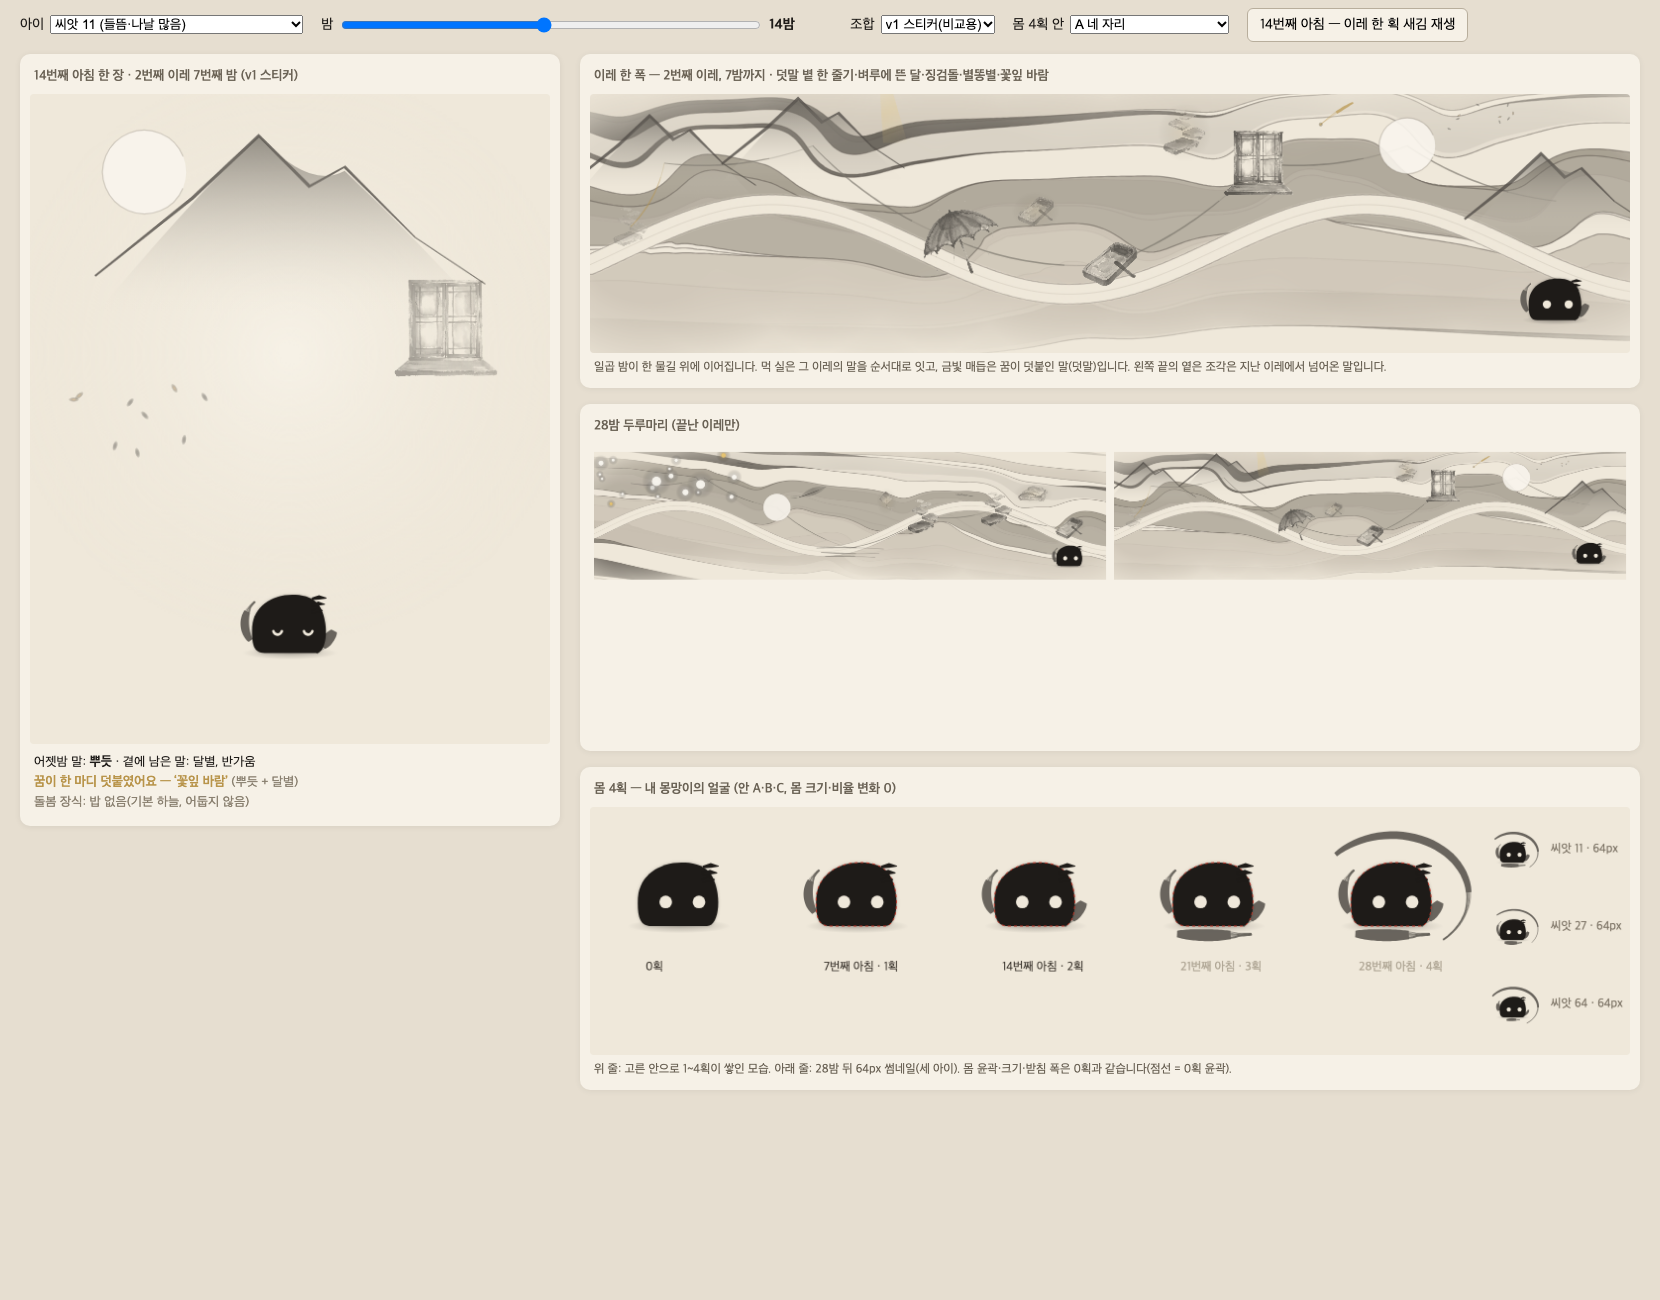 아이 씨앗 11 (들뜸·나날 많음) 밤 14밤 조합 v1 스티커(비교용) 몸 4획 안 A 네 자리 14번째 아침 — 이레 한 획 새김 재생
14번째 아침 한 장 · 2번째 이레 7번째 밤 (v1 스티커)
어젯밤 말: 뿌듯 · 곁에 남은 말: 달별, 반가움
꿈이 한 마디 덧붙였어요 — '꽃잎 바람' (뿌듯 + 달별)
돌봄 장식: 밥 없음(기본 하늘, 어둡지 않음)
이레 한 폭 — 2번째 이레, 7밤까지 · 덧말 볕 한 줄기·벼루에 뜬 달·징검돌·별똥별·꽃잎 바람
일곱 밤이 한 물길 위에 이어집니다. 먹 실은 그 이레의 말을 순서대로 잇고, 금빛 매듭은 꿈이 덧붙인 말(덧말)입니다. 왼쪽 끝의 옅은 조각은 지난 이레에서 넘어온 말입니다.
28밤 두루마리 (끝난 이레만)
몸 4획 — 내 몽망이의 얼굴 (안 A·B·C, 몸 크기·비율 변화 0)
0획
7번째 아침 · 1획
14번째 아침 · 2획
21번째 아침 · 3획
28번째 아침 · 4획
씨앗 11 · 64px
씨앗 27 · 64px
씨앗 64 · 64px
위 줄: 고른 안으로 1~4획이 쌓인 모습. 아래 줄: 28밤 뒤 64px 썸네일(세 아이). 몸 윤곽·크기·받침 폭은 0획과 같습니다(점선 = 0획 윤곽).